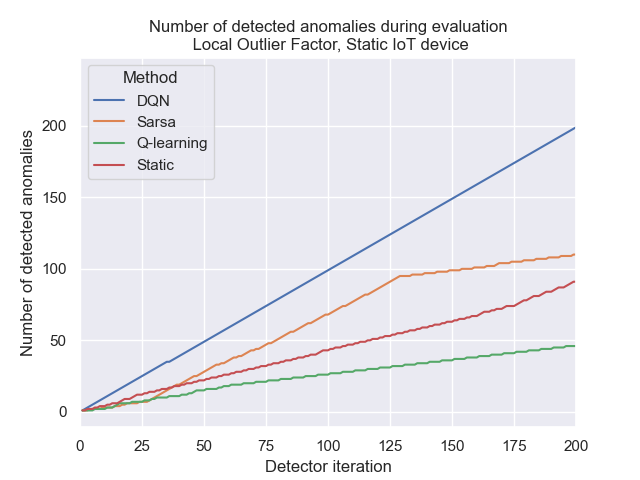 Number of detected anomalies during evaluation
Local Outlier Factor, Static IoT device
Method
DQN
Sarsa
Q-learning
Static
Number of detected anomalies
200
150
100
50
0
0 25 50 75 100 125 150 175 200
Detector iteration